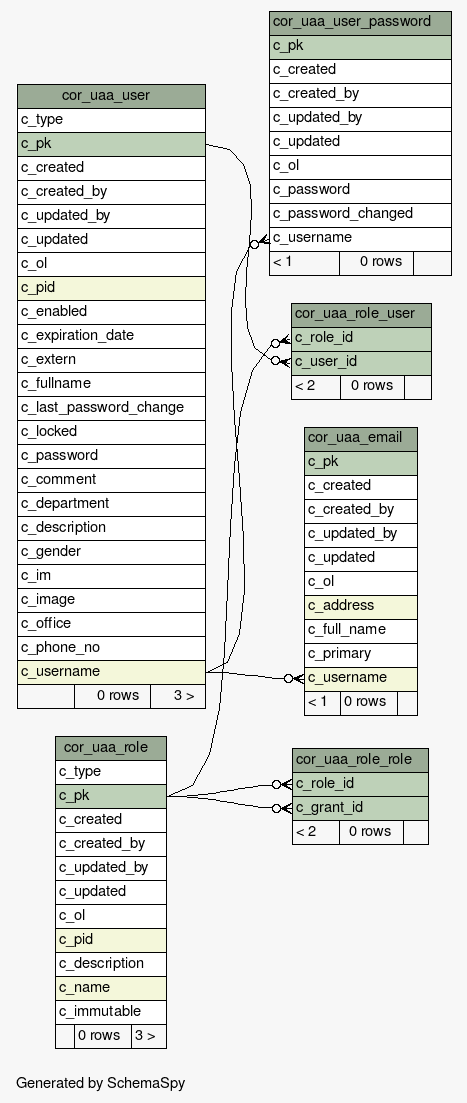 cor_uaa_user_password
c_pk
c_created
c_created_by
c_updated_by
c_updated
c_ol
c_password
c_password_changed
c_username
< 1 0 rows
cor_uaa_user
c_type
c_pk
c_created
c_created_by
c_updated_by
c_updated
c_ol
c_pid
c_enabled
c_expiration_date
c_extern
c_fullname
c_last_password_change
c_locked
c_password
c_comment
c_department
c_description
c_gender
c_im
c_image
c_office
c_phone_no
c_username
0 rows 3 >
cor_uaa_role_user
c_role_id
c_user_id
< 2 0 rows
cor_uaa_email
c_pk
c_created
c_created_by
c_updated_by
c_updated
c_ol
c_address
c_full_name
c_primary
c_username
< 1 0 rows
cor_uaa_role
c_type
c_pk
c_created
c_created_by
c_updated_by
c_updated
c_ol
c_pid
c_description
c_name
c_immutable
0 rows 3 >
cor_uaa_role_role
c_role_id
c_grant_id
< 2 0 rows
Generated by SchemaSpy